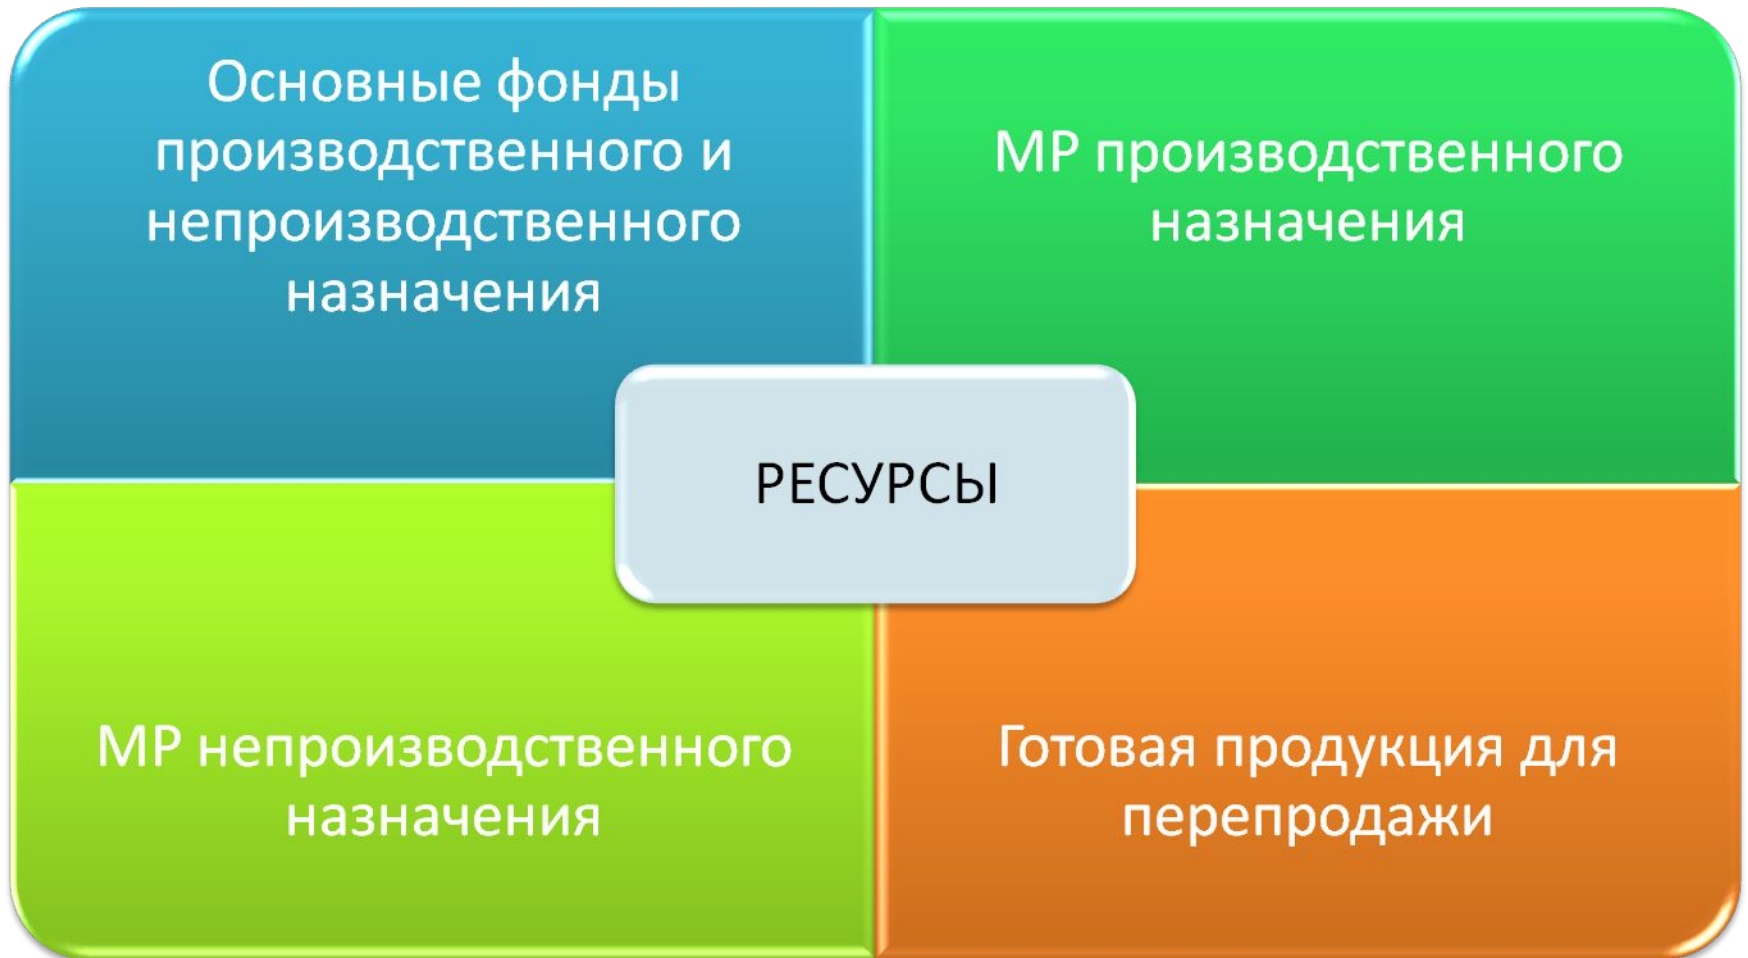 Основные фонды
производственного и
непроизводственного
назначения
МР производственного
назначения
РЕСУРСЫ
МР непроизводственного
назначения
Готовая продукция для
перепродажи